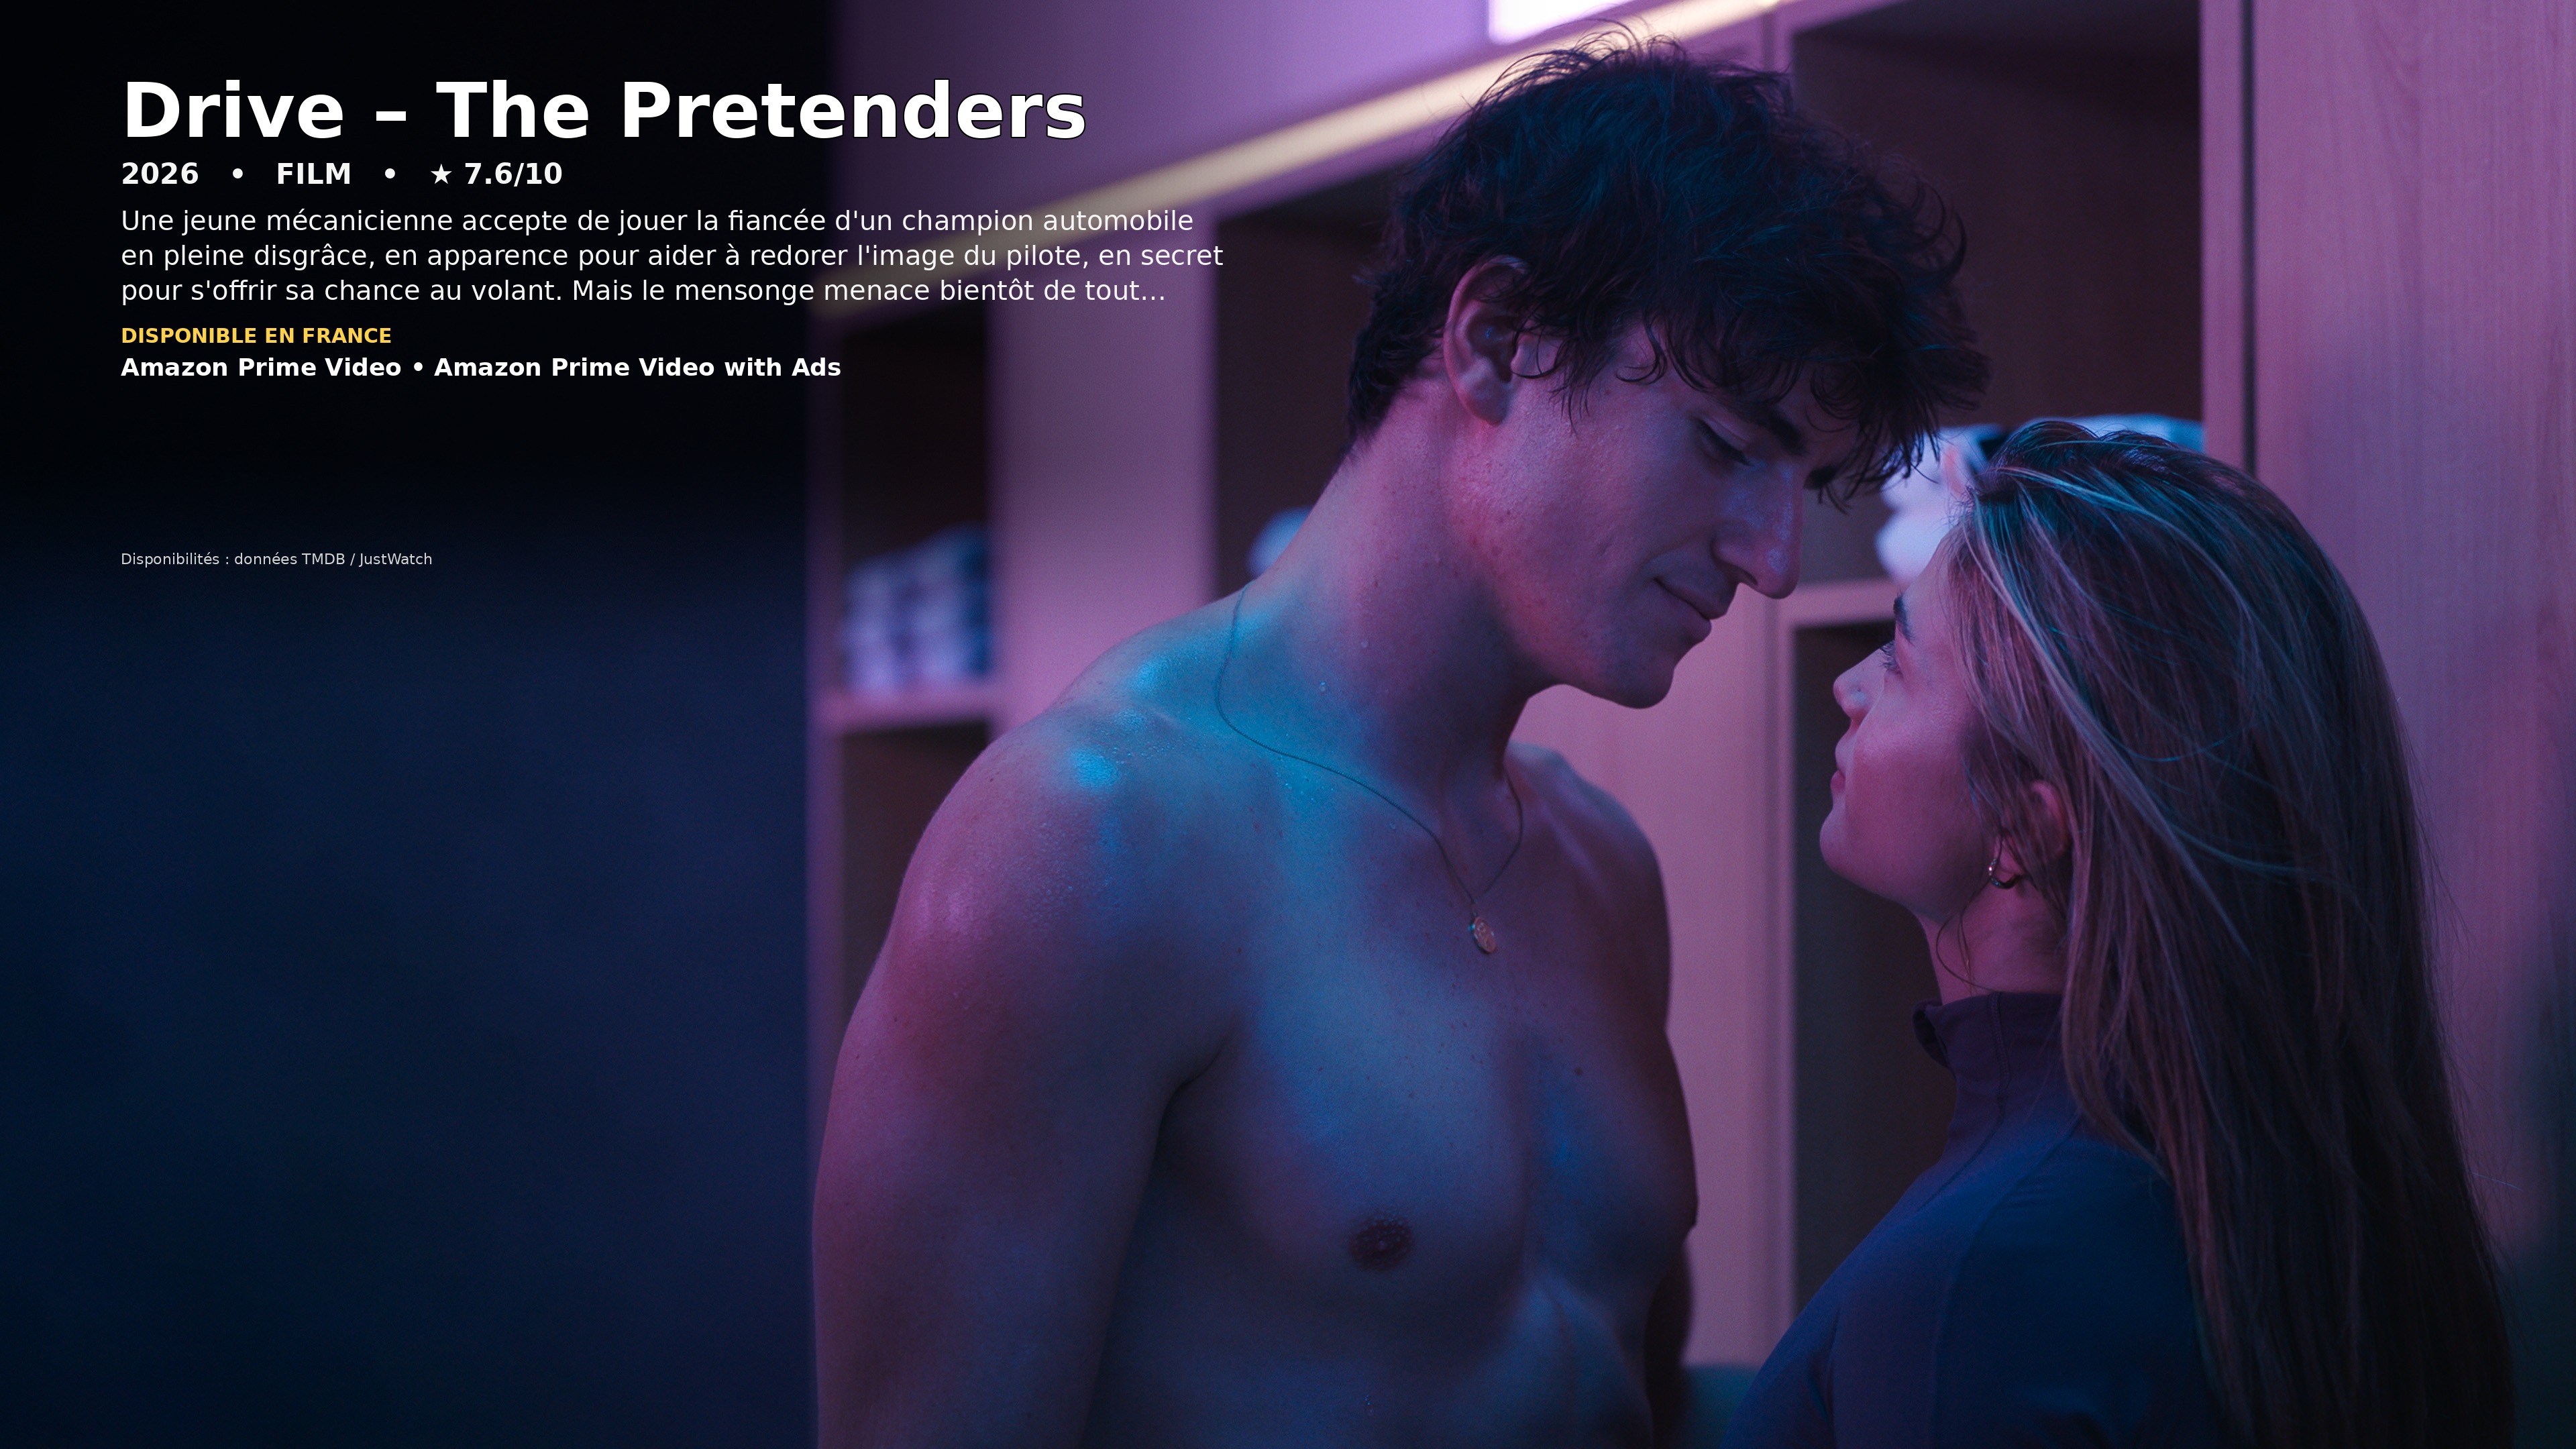 Drive – The Pretenders
2026 • FILM • ★ 7.6/10
Une jeune mécanicienne accepte de jouer la fiancée d'un champion automobile
en pleine disgrâce, en apparence pour aider à redorer l'image du pilote, en secret
pour s'offrir sa chance au volant. Mais le mensonge menace bientôt de tout…
DISPONIBLE EN FRANCE
Amazon Prime Video • Amazon Prime Video with Ads
Disponibilités : données TMDB / JustWatch